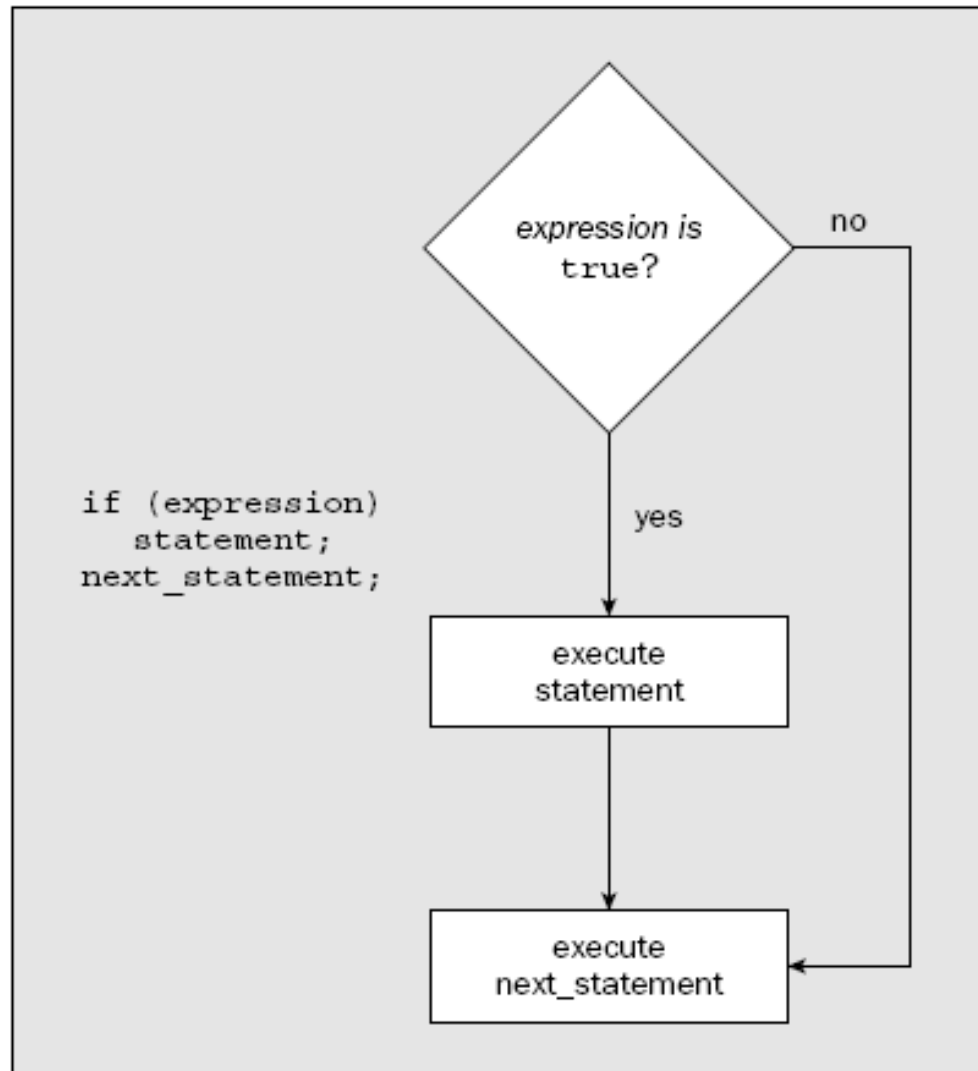 expression is
true?
no
if (expression)
statement;
next_statement;
yes
execute
statement
execute
next_statement